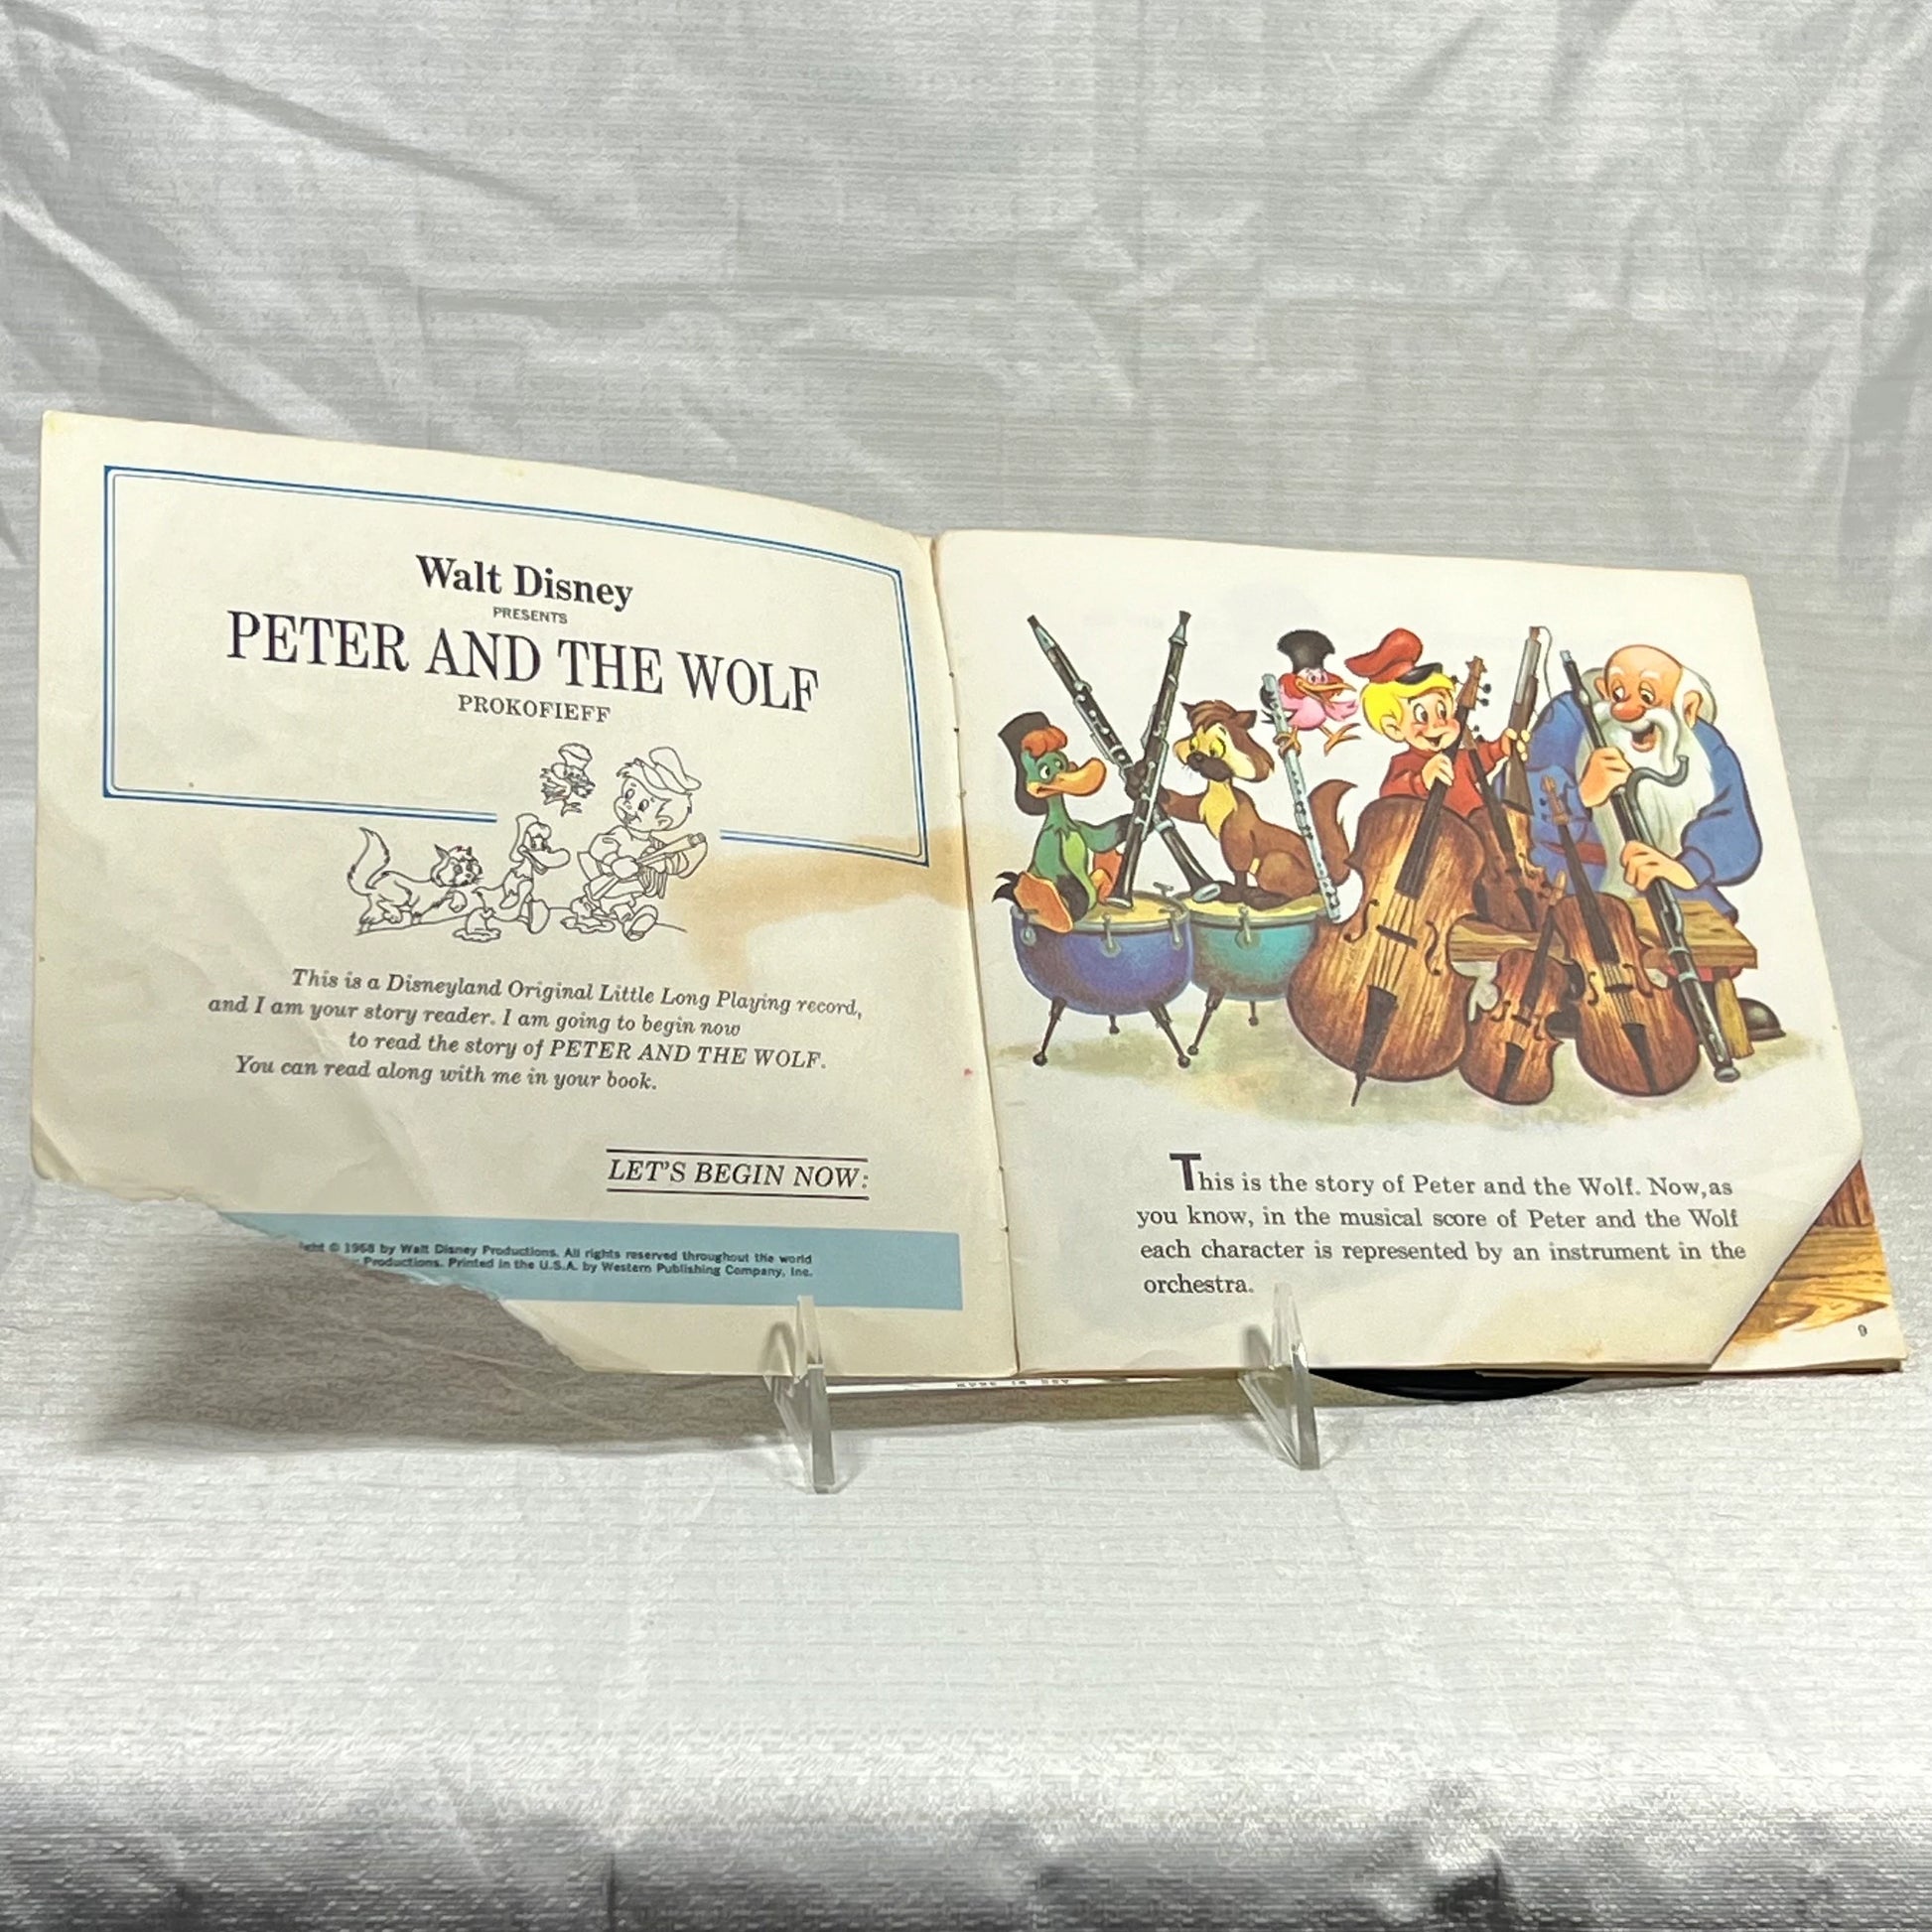 Walt Disney
PRESENTS
PETER AND THE WOLF
PROKOFIEFF
This is a Disneyland Original Little Long Playing record,
and I am your story reader. I am going to begin now
to read the story of PETER AND THE WOLF.
You can read along with me in your book.
LET'S BEGIN NOW:
© 1968 by Walt Disney Productions. All rights reserved throughout the world
Productions. Printed in the U.S.A. by Western Publishing Company, Inc.
This is the story of Peter and the Wolf. Now, as
you know, in the musical score of Peter and the Wolf
each character is represented by an instrument in the
orchestra.
9